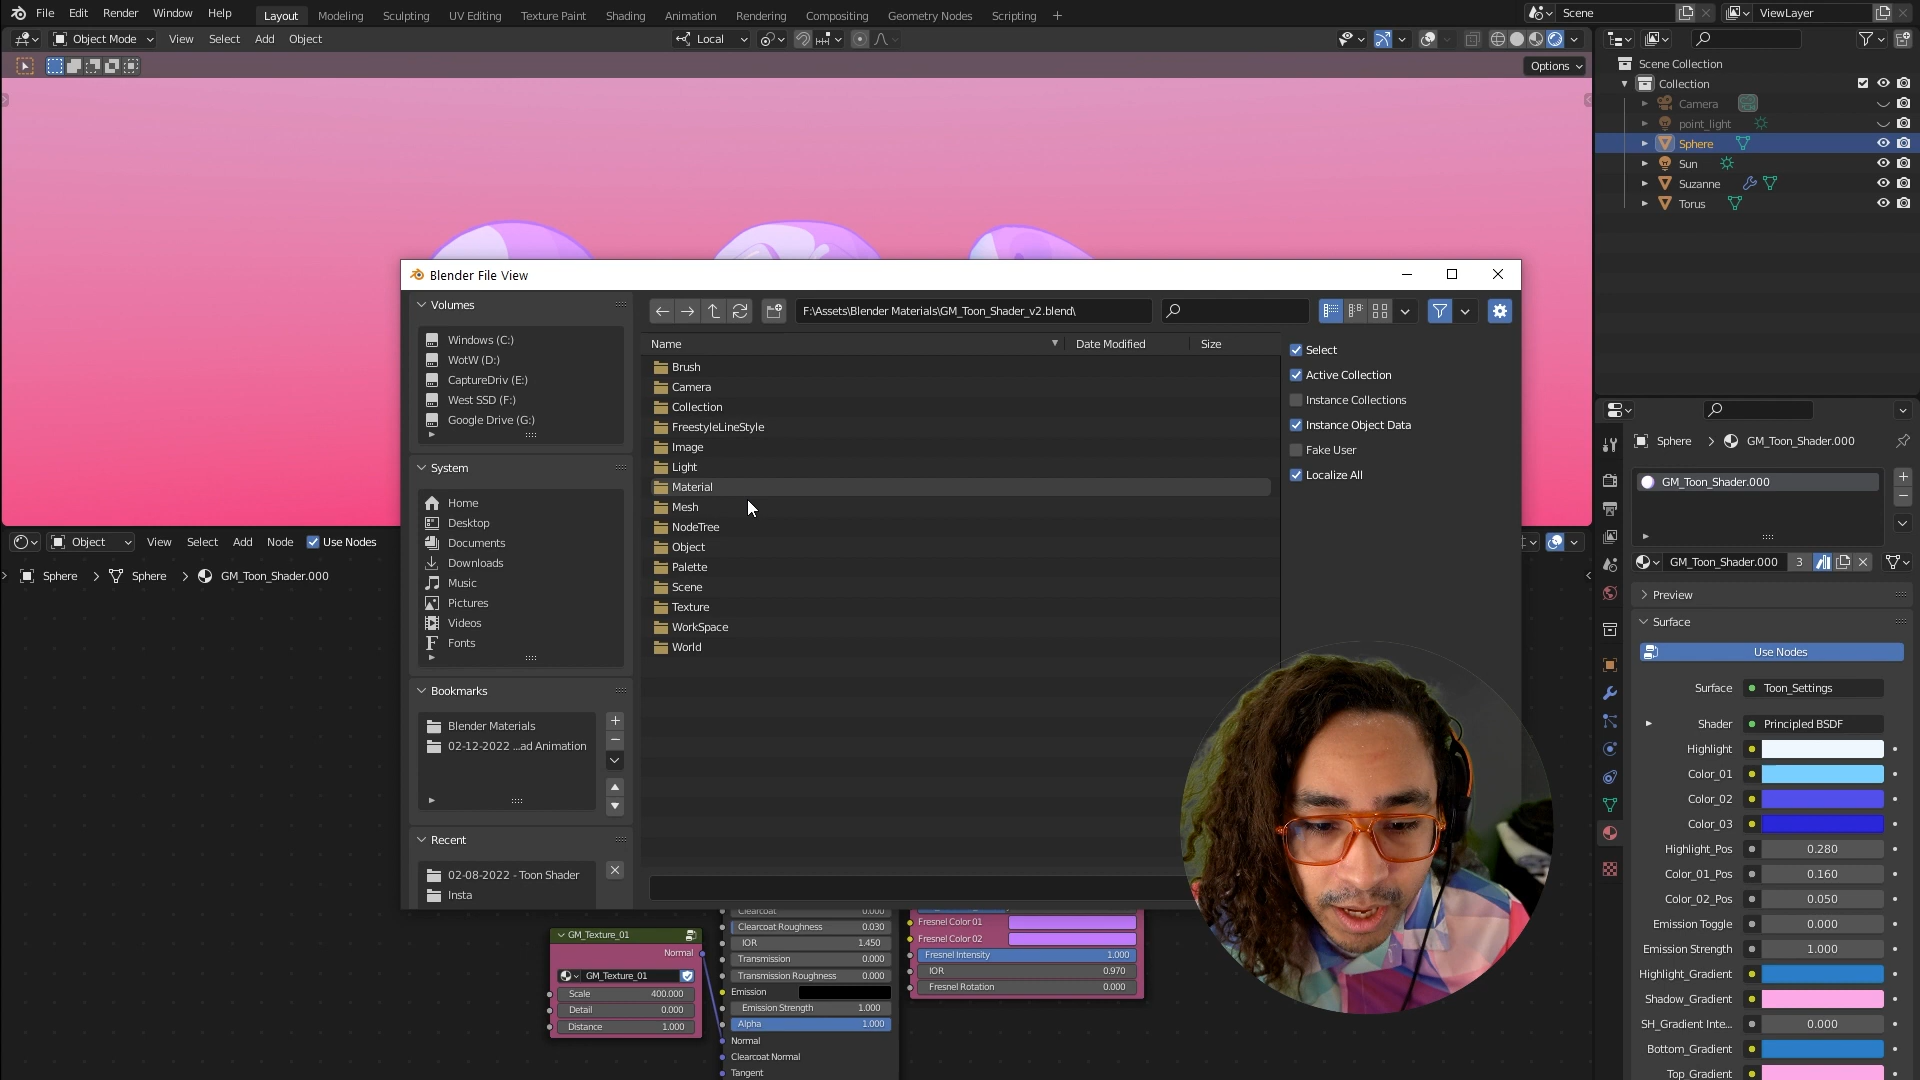 File Edit Render Window Help Layout Modeling Sculpting UV Editing Texture Paint Shading Animation Rendering Compositing Geometry Nodes Scripting + Scene ViewLayer
Object Mode View Select Add Object Local
Options
Scene Collection
Collection
Camera
point_light
Sphere
Sun
Suzanne
Torus
Blender File View
Volumes
Windows (C:)
WotW (D:)
CaptureDriv (E:)
West SSD (F:)
Google Drive (G:)
System
Home
Desktop
Documents
Downloads
Music
Pictures
Videos
Fonts
Bookmarks
Blender Materials
02-12-2022 ...ad Animation
Recent
02-08-2022 - Toon Shader
Insta
F:\Assets\Blender Materials\GM_Toon_Shader_v2.blend\
Name Date Modified Size
Brush
Camera
Collection
FreestyleLineStyle
Image
Light
Material
Mesh
NodeTree
Object
Palette
Scene
Texture
WorkSpace
World
Select
Active Collection
Instance Collections
Instance Object Data
Fake User
Localize All
Object View Select Add Node Use Nodes
Sphere > Sphere > GM_Toon_Shader.000
GM_Texture_01
Normal
GM_Texture_01
Scale 400.000
Detail 0.000
Distance 1.000
Clearcoat 0.000
Clearcoat Roughness 0.030
IOR 1.450
Transmission 0.000
Transmission Roughness 0.000
Emission
Emission Strength 1.000
Alpha 1.000
Normal
Clearcoat Normal
Tangent
Fresnel Color 01
Fresnel Color 02
Fresnel Intensity 1.000
IOR 0.970
Fresnel Rotation 0.000
Sphere > GM_Toon_Shader.000
GM_Toon_Shader.000
GM_Toon_Shader.000 3
Preview
Surface
Use Nodes
Surface Toon_Settings
Shader Principled BSDF
Highlight
Color_01
Color_02
Color_03
Highlight_Pos 0.280
Color_01_Pos 0.160
Color_02_Pos 0.050
Emission Toggle 0.000
Emission Strength 1.000
Highlight_Gradient
Shadow_Gradient
SH_Gradient Inte... 0.000
Bottom_Gradient
Top_Gradient